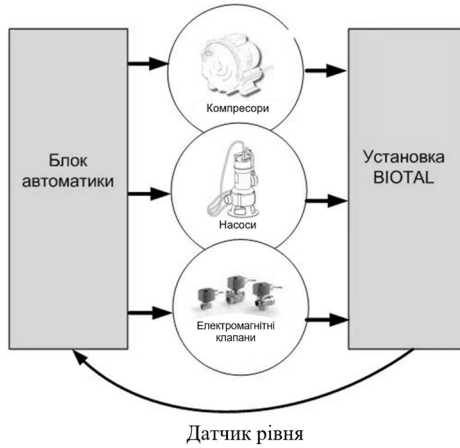 Компресори
Блок
автоматики
Установка
BIOTAL
Насоси
Електромагнітні
клапани
Датчик рівня